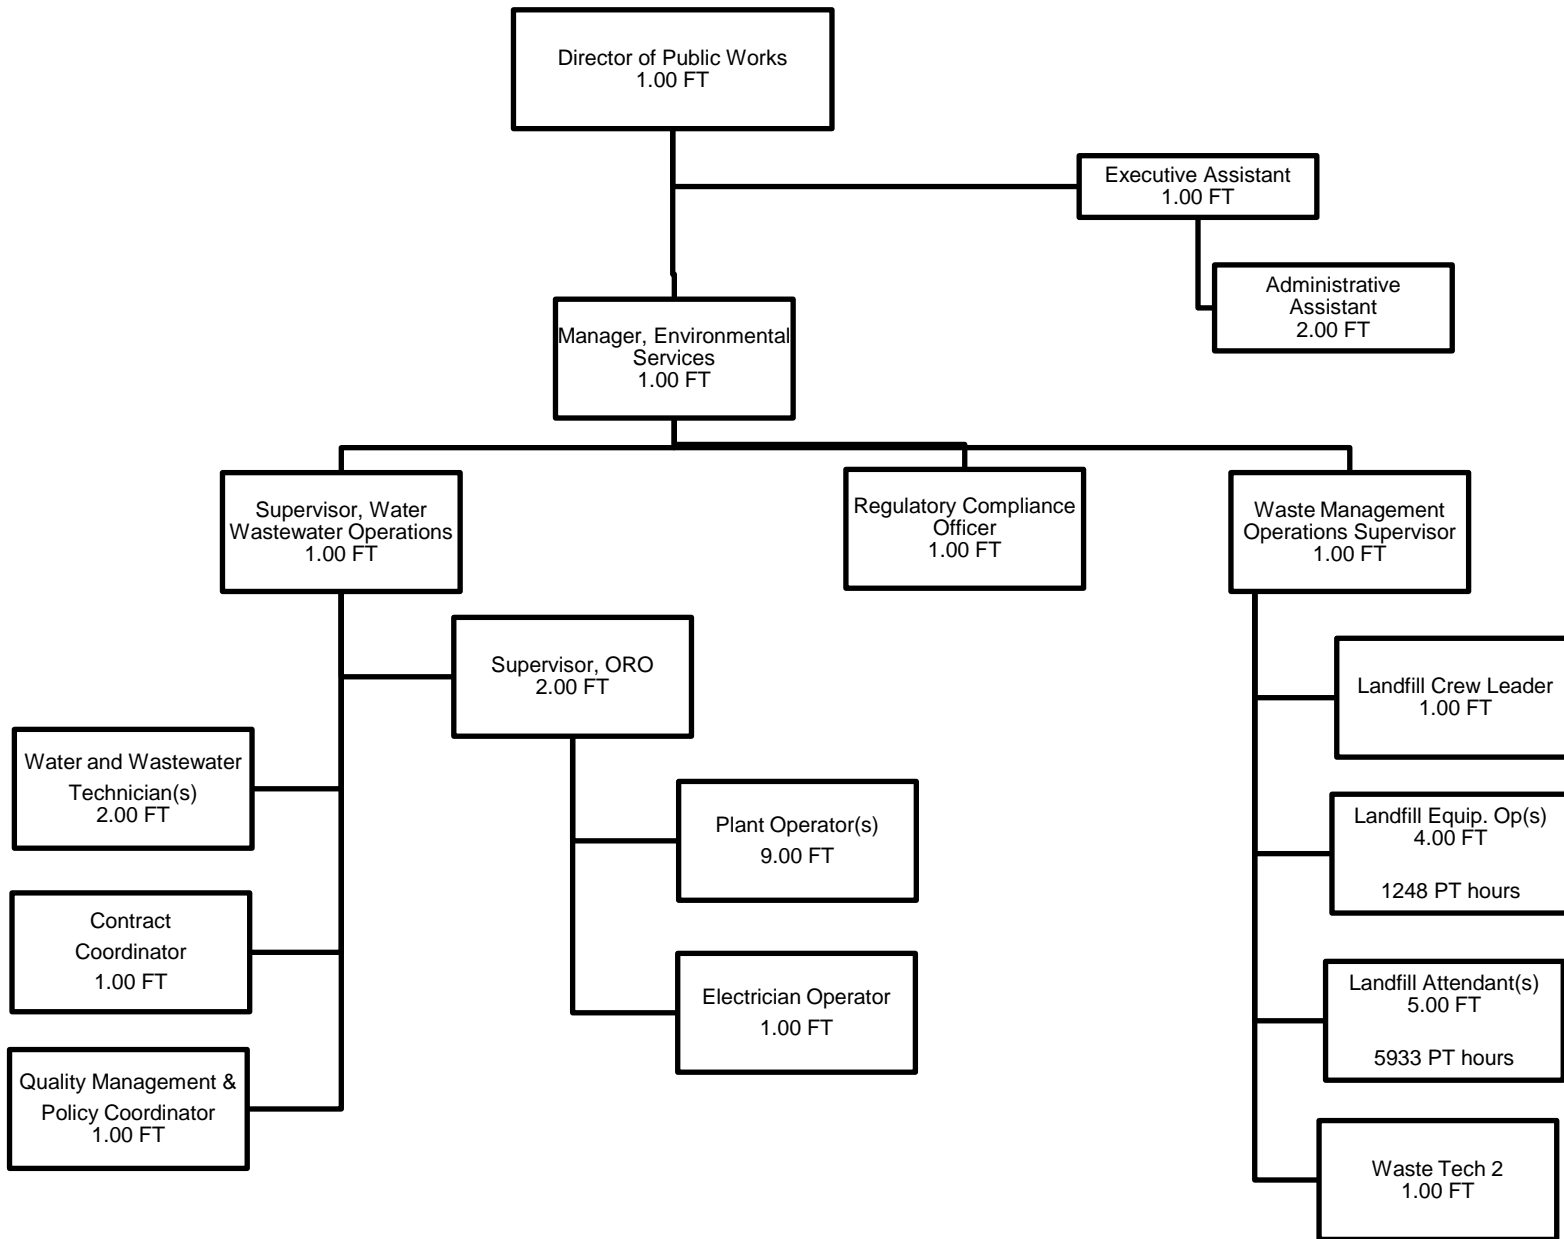 Director of Public Works
1.00 FT
Executive Assistant
1.00 FT
Administrative
Assistant
2.00 FT
Manager, Environmental
Services
1.00 FT
Supervisor, Water
Wastewater Operations
1.00 FT
Regulatory Compliance
Officer
1.00 FT
Waste Management
Operations Supervisor
1.00 FT
Supervisor, ORO
2.00 FT
Water and Wastewater
Technician(s)
2.00 FT
Contract
Coordinator
1.00 FT
Quality Management &
Policy Coordinator
1.00 FT
Plant Operator(s)
9.00 FT
Electrician Operator
1.00 FT
Landfill Crew Leader
1.00 FT
Landfill Equip. Op(s)
4.00 FT
1248 PT hours
Landfill Attendant(s)
5.00 FT
5933 PT hours
Waste Tech 2
1.00 FT